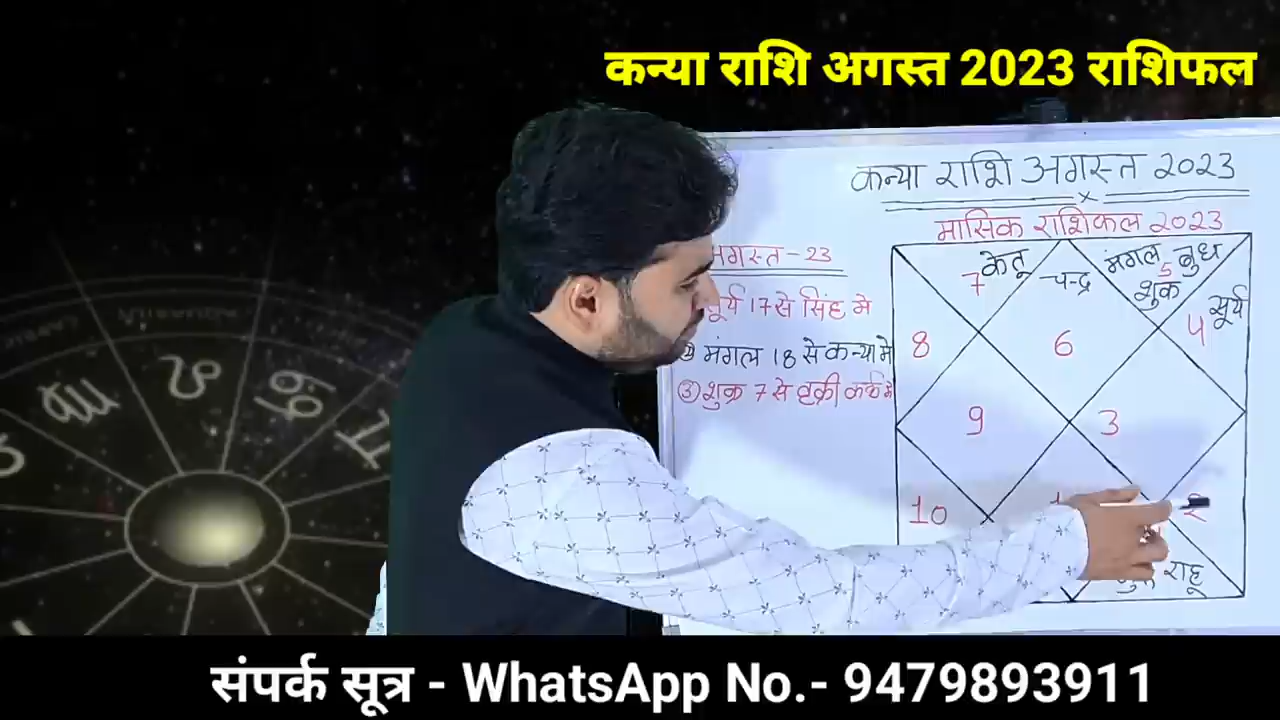 कन्या राशि अगस्त 2023 राशिफल
कन्या राशि अगस्त 2023
मासिक राशिफल 2023
अगस्त - 23
सूर्य 17 से सिंह मे
मंगल 18 से कन्या मे
③ शुक्र 7 से वक्री कर्क मे
केतू
7
चन्द्र
मंगल बुध
5
शुक्र
सूर्य
4
8
6
9
3
10
2
राहू
संपर्क सूत्र - WhatsApp No.- 9479893911